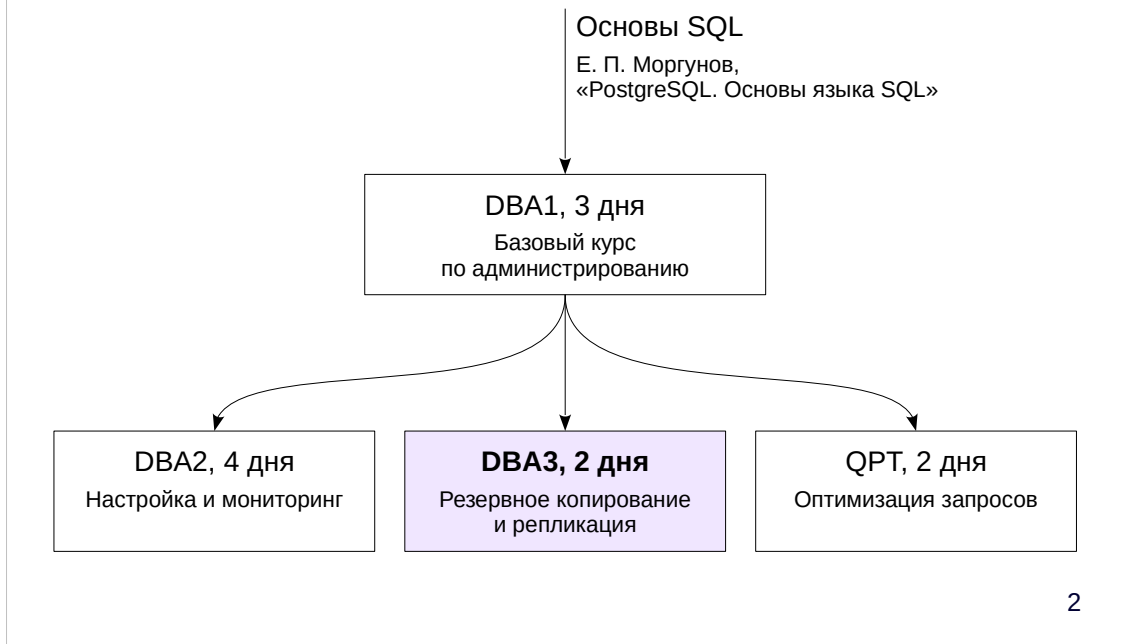 Основы SQL
Е. П. Моргунов,
«PostgreSQL. Основы языка SQL»
DBA1, 3 дня
Базовый курс
по администрированию
DBA2, 4 дня
Настройка и мониторинг
DBA3, 2 дня
Резервное копирование
и репликация
QPT, 2 дня
Оптимизация запросов
2